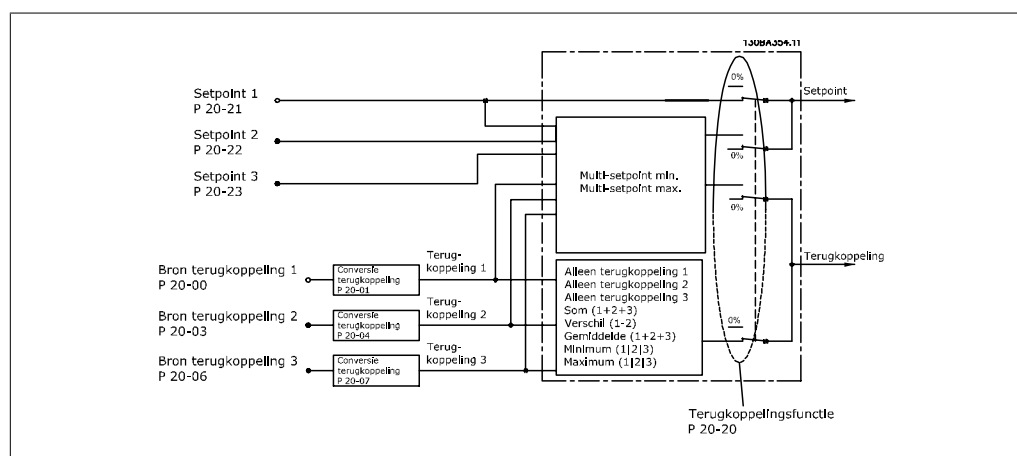 130BA354.11
Setpoint 1
P 20-21
Setpoint 2
P 20-22
Setpoint 3
P 20-23
0%
Setpoint
0%
Multi-setpoint min.
Multi-setpoint max.
0%
Bron terugkoppeling 1
P 20-00
Conversie
terugkoppeling
P 20-01
Terug-
koppeling 1
Bron terugkoppeling 2
P 20-03
Conversie
terugkoppeling
P 20-04
Terug-
koppeling 2
Bron terugkoppeling 3
P 20-06
Conversie
terugkoppeling
P 20-07
Terug-
koppeling 3
Alleen terugkoppeling 1
Alleen terugkoppeling 2
Alleen terugkoppeling 3
Som (1+2+3)
Verschil (1-2)
Gemiddelde (1+2+3)
Minimum (1|2|3)
Maximum (1|2|3)
Terugkoppeling
0%
Terugkoppelingsfunctie
P 20-20